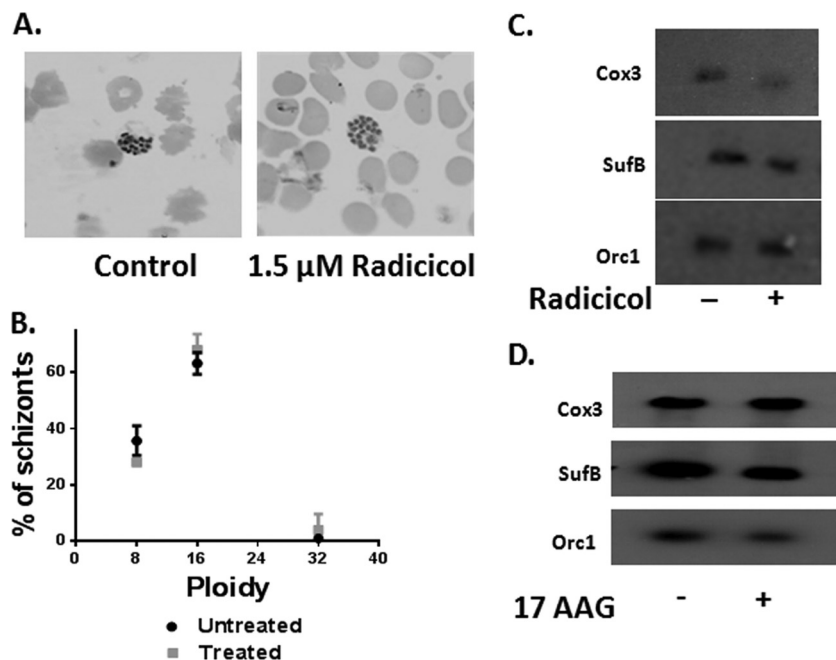 A.
Control
1.5 μM Radicicol
B.
% of schizonts
60
40
20
0
0 8 16 24 32 40
Ploidy
Untreated
Treated
C.
Cox3
SufB
Orc1
Radicicol – +
D.
Cox3
SufB
Orc1
17 AAG - +